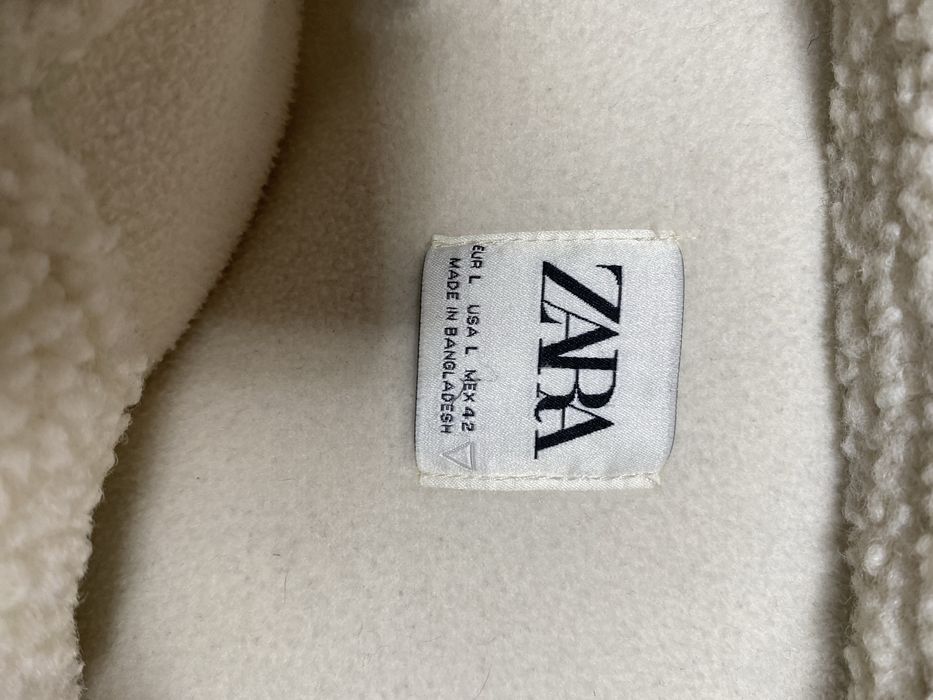 ZARA
EUR L USA L MEX 42
MADE IN BANGLADESH